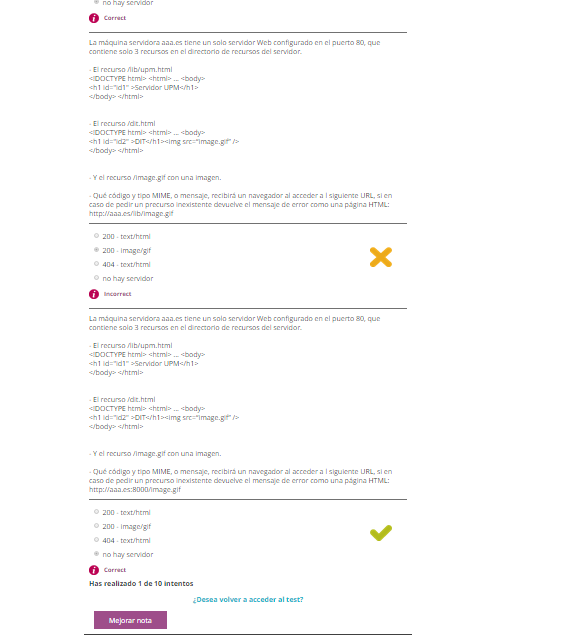 no hay servidor
Correct
La máquina servidora aaa.es tiene un solo servidor Web configurado en el puerto 80, que
contiene solo 3 recursos en el directorio de recursos del servidor.
- El recurso /lib/upm.html
<!DOCTYPE html> <html> ... <body>
<h1 id="id1" >Servidor UPM</h1>
</body> </html>
- El recurso /dit.html
<!DOCTYPE html> <html> ... <body>
<h1 id="id2" >DIT</h1><img src="image.gif" />
</body> </html>
- Y el recurso /image.gif con una imagen.
- Qué código y tipo MIME, o mensaje, recibirá un navegador al acceder a l siguiente URL, si en
caso de pedir un precurso inexistente devuelve el mensaje de error como una página HTML:
http://aaa.es/lib/image.gif
200 - text/html
200 - image/gif
404 - text/html
no hay servidor
Incorrect
La máquina servidora aaa.es tiene un solo servidor Web configurado en el puerto 80, que
contiene solo 3 recursos en el directorio de recursos del servidor.
- El recurso /lib/upm.html
<!DOCTYPE html> <html> ... <body>
<h1 id="id1" >Servidor UPM</h1>
</body> </html>
- El recurso /dit.html
<!DOCTYPE html> <html> ... <body>
<h1 id="id2" >DIT</h1><img src="image.gif" />
</body> </html>
- Y el recurso /image.gif con una imagen.
- Qué código y tipo MIME, o mensaje, recibirá un navegador al acceder a l siguiente URL, si en
caso de pedir un precurso inexistente devuelve el mensaje de error como una página HTML:
http://aaa.es:8000/image.gif
200 - text/html
200 - image/gif
404 - text/html
no hay servidor
Correct
Has realizado 1 de 10 intentos
¿Desea volver a acceder al test?
Mejorar nota